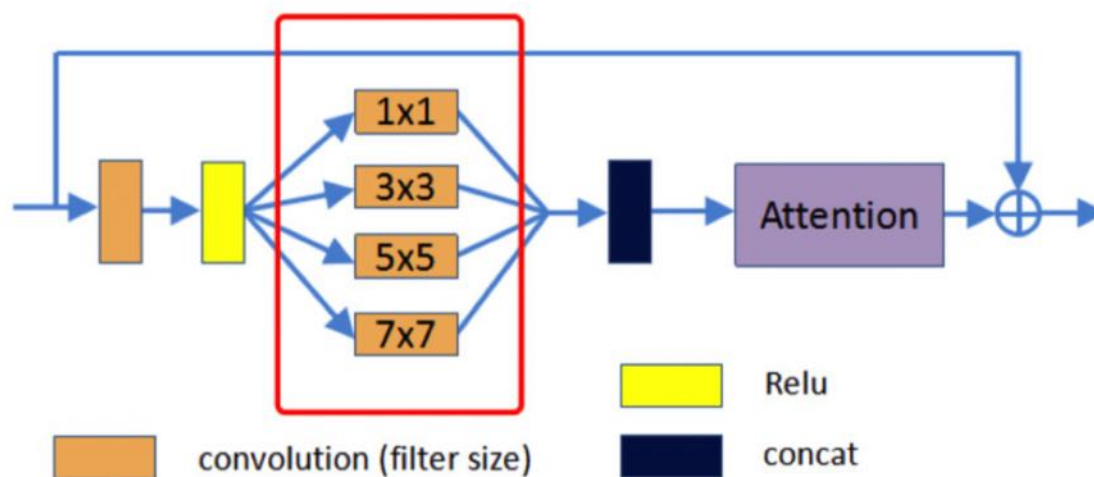 1x1
3x3
5x5
7x7
Attention
Relu
convolution (filter size)
concat